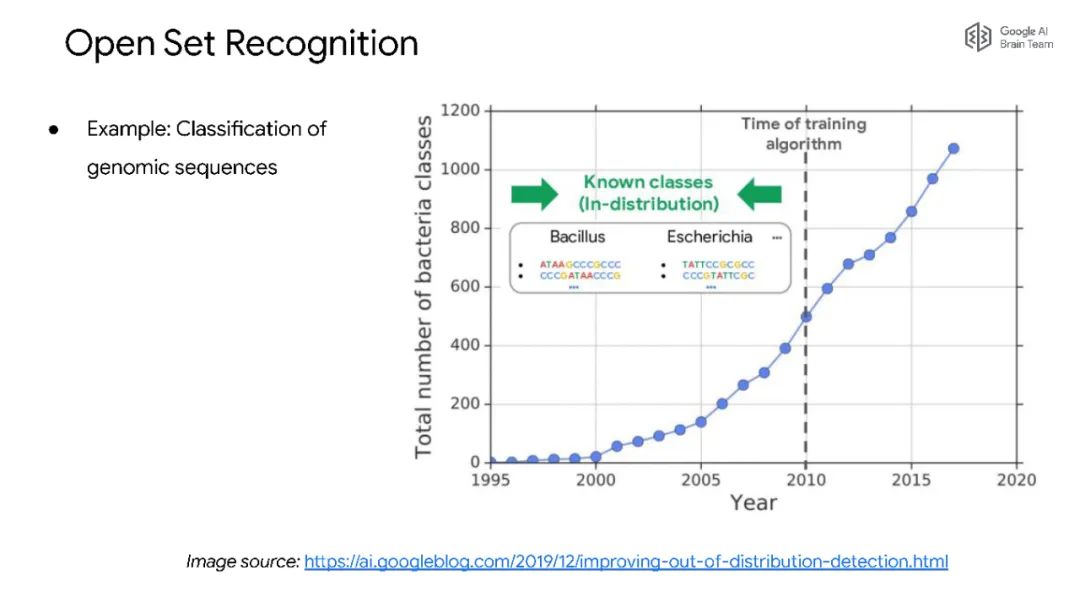 Open Set Recognition
Google AI
Brain Team
● Example: Classification of
genomic sequences
Total number of bacteria classes
1200
1000
800
600
400
200
0
Time of training
algorithm
Known classes
(In-distribution)
Bacillus Escherichia ...
• ATAAGCCCGCCC • TATTCCGCGCC
• CCCGATAACCCG • CCCGTATTCGC
... ...
1995 2000 2005 2010 2015 2020
Year
Image source: https://ai.googleblog.com/2019/12/improving-out-of-distribution-detection.html